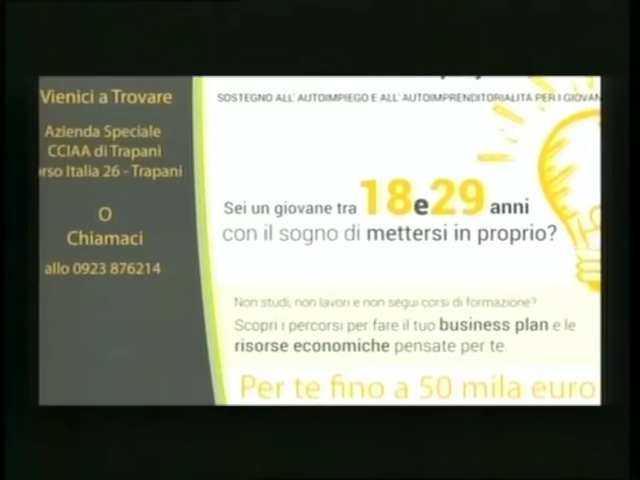 Vienici a Trovare
Azienda Speciale
CCIAA di Trapani
Italia 26 - Trapani
O
Chiamaci
allo 0923 876214
SOSTEGNO ALL' AUTOIMPIEGO E ALL' AUTOIMPRENDITORIALITÀ PER I GIOVAN
Sei un giovane tra 18 e 29 anni
con il sogno di mettersi in proprio?
Non studi, non lavori e non segui corsi di formazione?
Scopri i percorsi per fare il tuo business plan e le
risorse economiche pensate per te
Per te fino a 50 mila euro